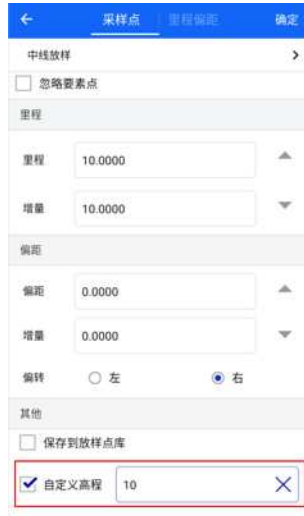 采样点 里程偏距 确定
中线放样
忽略要素点
里程
里程 10.0000
增量 10.0000
偏距
偏距 0.0000
增量 0.0000
偏转 左 右
其他
保存到放样点库
自定义高程 10